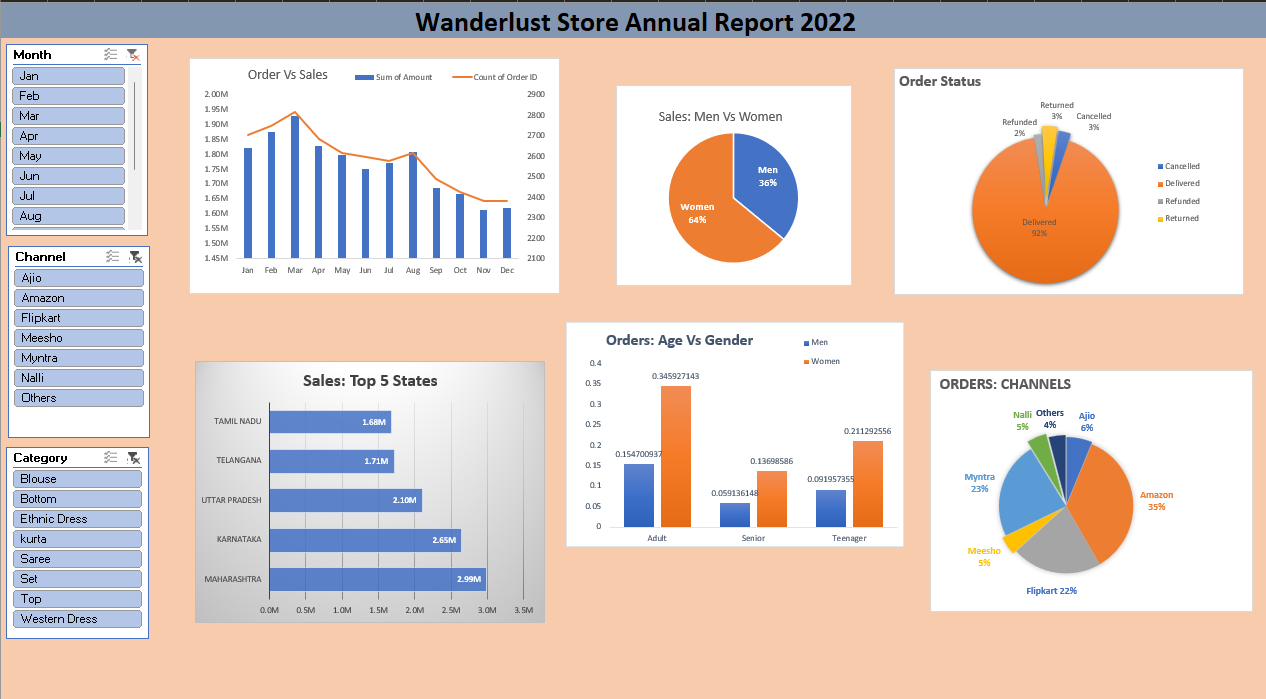 Wanderlust Store Annual Report 2022
Month
Jan
Feb
Mar
Apr
May
Jun
Jul
Aug
Channel
Ajio
Amazon
Flipkart
Meesho
Myntra
Nalli
Others
Category
Blouse
Bottom
Ethnic Dress
kurta
Saree
Set
Top
Western Dress
Order Vs Sales
Sum of Amount
Count of Order ID
2.00M
1.95M
1.90M
1.85M
1.80M
1.75M
1.70M
1.65M
1.60M
1.55M
1.50M
1.45M
2900
2800
2700
2600
2500
2400
2300
2200
2100
Jan Feb Mar Apr May Jun Jul Aug Sep Oct Nov Dec
Sales: Men Vs Women
Men
36%
Women
64%
Order Status
Returned
3%
Cancelled
3%
Refunded
2%
Delivered
92%
Cancelled
Delivered
Refunded
Returned
Sales: Top 5 States
TAMIL NADU 1.68M
TELANGANA 1.71M
UTTAR PRADESH 2.10M
KARNATAKA 2.65M
MAHARASHTRA 2.99M
0.0M 0.5M 1.0M 1.5M 2.0M 2.5M 3.0M 3.5M
Orders: Age Vs Gender
Men
Women
0.4
0.35
0.3
0.25
0.2
0.15
0.1
0.05
0
0.154700937
0.345927143
0.059136148
0.13698586
0.091957355
0.211292556
Adult Senior Teenager
ORDERS: CHANNELS
Nalli
5%
Others
4%
Ajio
6%
Myntra
23%
Amazon
35%
Meesho
5%
Flipkart 22%